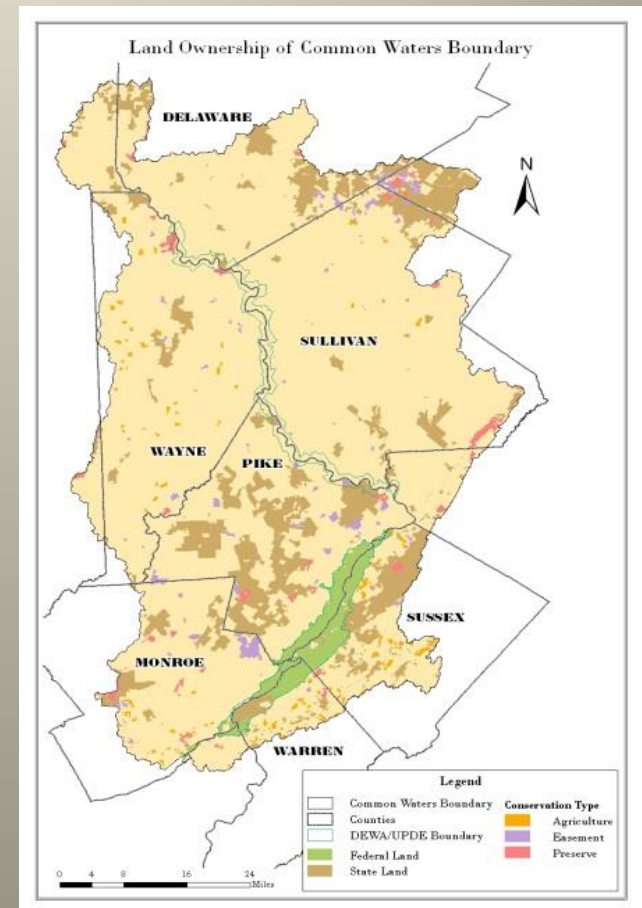 Land Ownership of Common Waters Boundary
DELAWARE
N
SULLIVAN
WAYNE
PIKE
SUSSEX
MONROE
WARREN
Legend
Common Waters Boundary
Counties
DEWA/UPDE Boundary
Federal Land
State Land
Conservation Type
Agriculture
Easement
Preserve
0 4 8 16 24
Miles